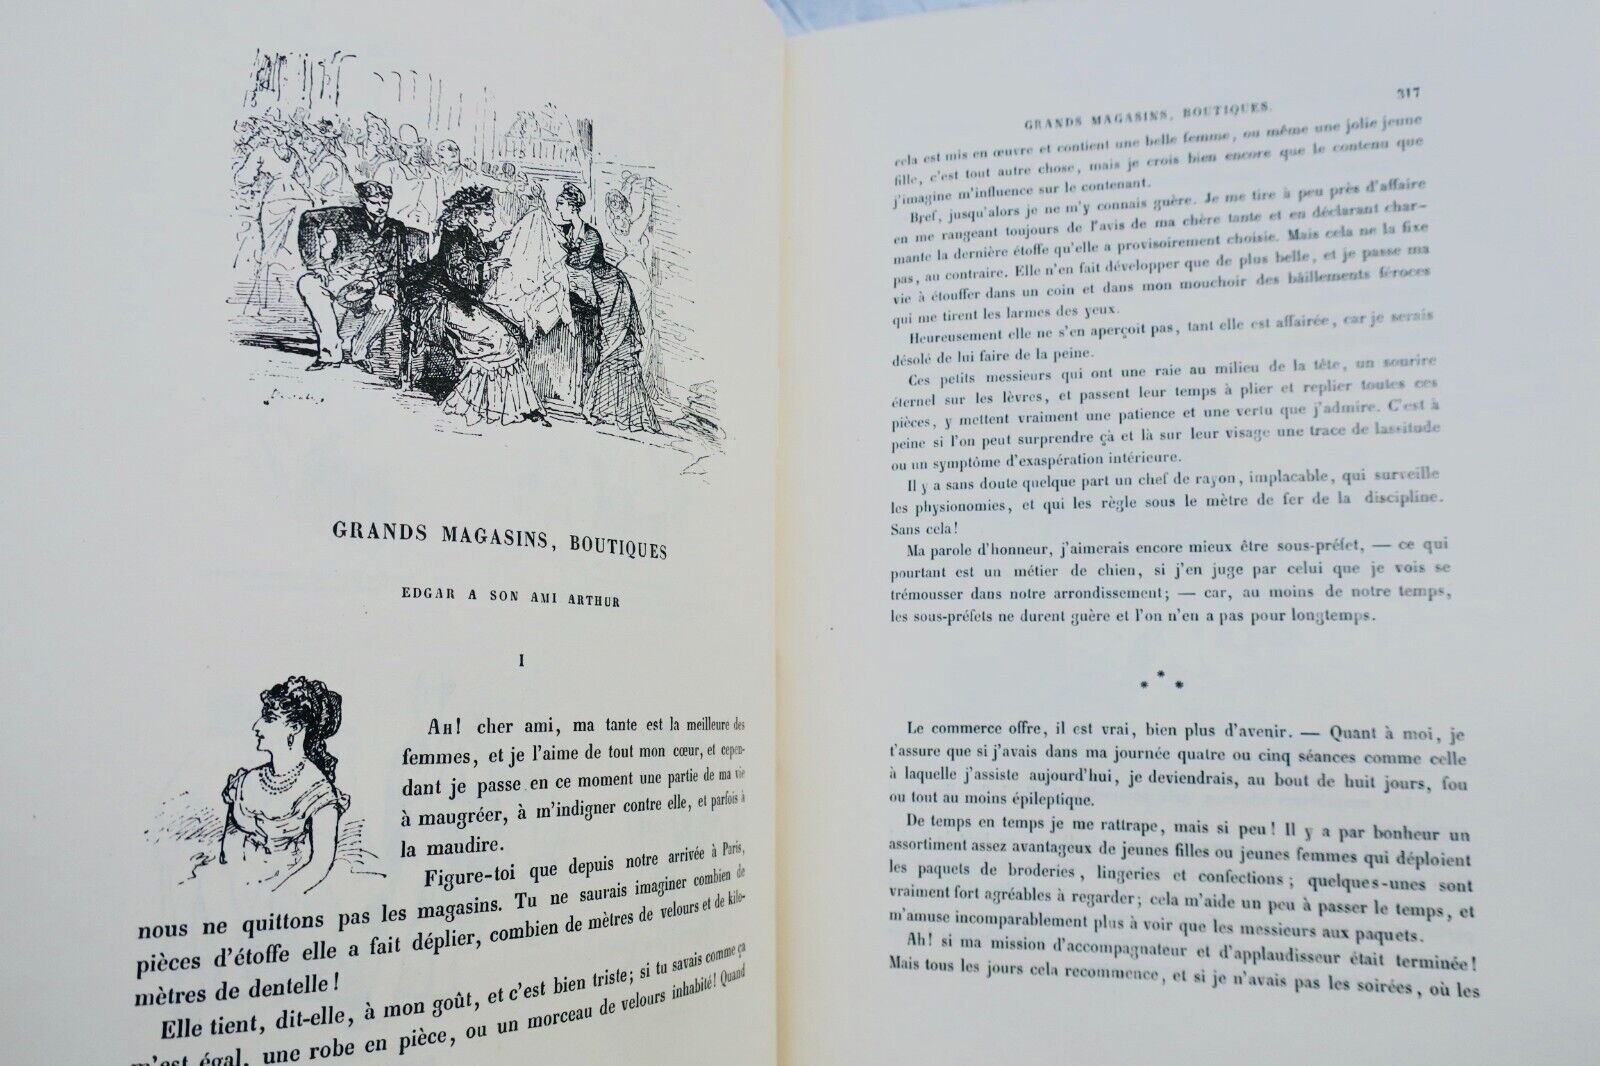 GRANDS MAGASINS, BOUTIQUES
EDGAR A SON AMI ARTHUR
I
AH! cher ami, ma tante est la meilleure des
femmes, et je l'aime de tout mon cœur, et cepen-
dant je passe en ce moment une partie de ma vie
à maugréer, à m'indigner contre elle, et parfois à
la maudire.
Figure-toi que depuis notre arrivée à Paris,
nous ne quittons pas les magasins. Tu ne saurais imaginer combien de
pièces d'étoffe elle a fait déplier, combien de mètres de velours et de kilo-
mètres de dentelle!
Elle tient, dit-elle, à mon goût, et c'est bien triste; si tu savais comme ça
m'est égal, une robe en pièce, ou un morceau de velours inhabité! Quand
GRANDS MAGASINS, BOUTIQUES. 317
cela est mis en œuvre et contient une belle femme, ou même une jolie jeune
fille, c'est tout autre chose, mais je crois bien encore que le contenu que
j'imagine m'influence sur le contenant.
Bref, jusqu'alors je ne m'y connais guère. Je me tire à peu près d'affaire
en me rangeant toujours de l'avis de ma chère tante et en déclarant char-
mante la dernière étoffe qu'elle a provisoirement choisie. Mais cela ne la fixe
pas, au contraire. Elle n'en fait développer que de plus belle, et je passe ma
vie à étouffer dans un coin et dans mon mouchoir des bâillements féroces
qui me tirent les larmes des yeux.
Heureusement elle ne s'en aperçoit pas, tant elle est affairée, car je serais
désolé de lui faire de la peine.
Ces petits messieurs qui ont une raie au milieu de la tête, un sourire
éternel sur les lèvres, et passent leur temps à plier et replier toutes ces
pièces, y mettent vraiment une patience et une vertu que j'admire. C'est à
peine si l'on peut surprendre çà et là sur leur visage une trace de lassitude
ou un symptôme d'exaspération intérieure.
Il y a sans doute quelque part un chef de rayon, implacable, qui surveille
les physionomies, et qui les règle sous le mètre de fer de la discipline.
Sans cela!
Ma parole d'honneur, j'aimerais encore mieux être sous-préfet, — ce qui
pourtant est un métier de chien, si j'en juge par celui que je vois se
trémousser dans notre arrondissement; — car, au moins de notre temps,
les sous-préfets ne durent guère et l'on n'en a pas pour longtemps.
* * *
Le commerce offre, il est vrai, bien plus d'avenir. — Quant à moi, je
t'assure que si j'avais dans ma journée quatre ou cinq séances comme celle
à laquelle j'assiste aujourd'hui, je deviendrais, au bout de huit jours, fou
ou tout au moins épileptique.
De temps en temps je me rattrape, mais si peu! Il y a par bonheur un
assortiment assez avantageux de jeunes filles ou jeunes femmes qui déploient
les paquets de broderies, lingeries et confections; quelques-unes sont
vraiment fort agréables à regarder; cela m'aide un peu à passer le temps, et
m'amuse incomparablement plus à voir que les messieurs aux paquets.
Ah! si ma mission d'accompagnateur et d'applaudisseur était terminée!
Mais tous les jours cela recommence, et si je n'avais pas les soirées, où les